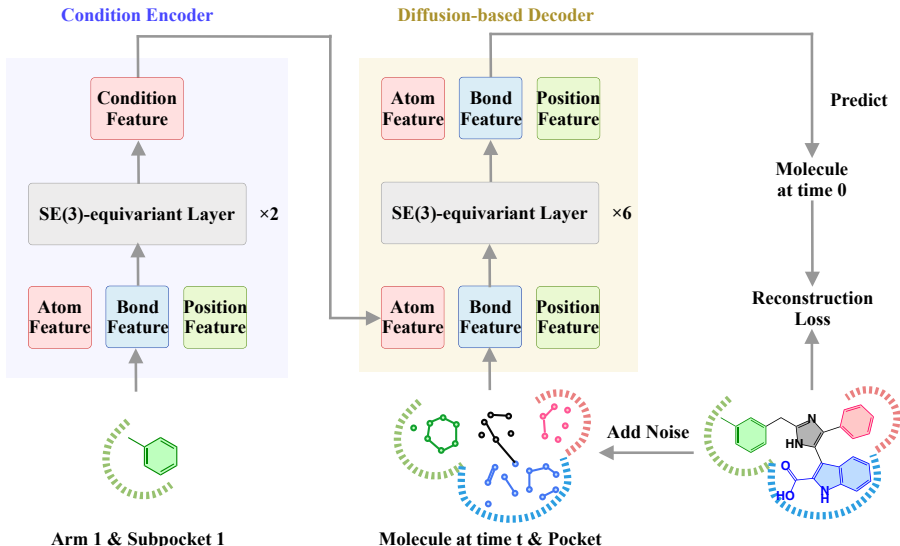 Condition Encoder
Diffusion-based Decoder
Condition
Feature
SE(3)-equivariant Layer
×2
Atom
Feature
Bond
Feature
Position
Feature
Arm 1 & Subpocket 1
Atom
Feature
Bond
Feature
Position
Feature
SE(3)-equivariant Layer
×6
Atom
Feature
Bond
Feature
Position
Feature
Molecule at time t & Pocket
Predict
Molecule
at time 0
Reconstruction
Loss
Add Noise
N
HN
O
HO
N
H